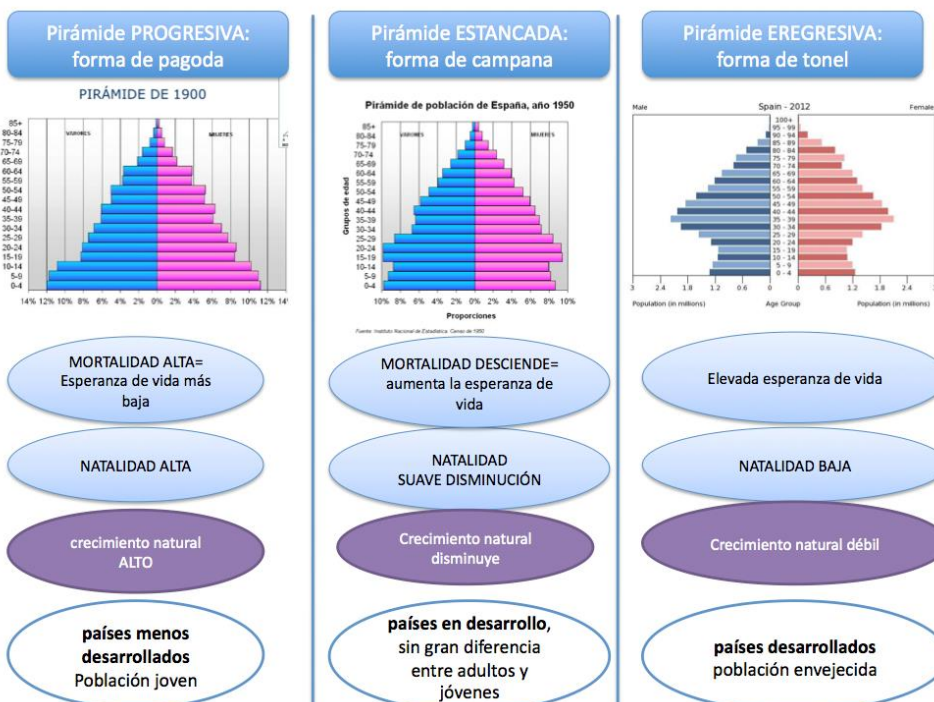 Pirámide PROGRESIVA:
forma de pagoda
PIRÁMIDE DE 1900
VARONES
MUJERES
85+
80-84
75-79
70-74
65-69
60-64
55-59
50-54
45-49
40-44
35-39
30-34
25-29
20-24
15-19
10-14
5-9
0-4
14% 12% 10% 8% 6% 4% 2% 0% 2% 4% 6% 8% 10% 12% 14%
MORTALIDAD ALTA=
Esperanza de vida más
baja
NATALIDAD ALTA
crecimiento natural
ALTO
países menos
desarrollados
Población joven
Pirámide ESTANCADA:
forma de campana
Pirámide de población de España, año 1950
VARONES
MUJERES
Grupos de edad
85+
80-84
75-79
70-74
65-69
60-64
55-59
50-54
45-49
40-44
35-39
30-34
25-29
20-24
15-19
10-14
5-9
0-4
10% 8% 6% 4% 2% 0% 2% 4% 6% 8% 10%
Proporciones
Fuente: Instituto Nacional de Estadística. Censo de 1950
MORTALIDAD DESCIENDE=
aumenta la esperanza de
vida
NATALIDAD
SUAVE DISMINUCIÓN
Crecimiento natural
disminuye
países en desarrollo,
sin gran diferencia
entre adultos y
jóvenes
Pirámide EREGRESIVA:
forma de tonel
Male
Spain - 2012
Female
100+
95 - 99
90 - 94
85 - 89
80 - 84
75 - 79
70 - 74
65 - 69
60 - 64
55 - 59
50 - 54
45 - 49
40 - 44
35 - 39
30 - 34
25 - 29
20 - 24
15 - 19
10 - 14
5 - 9
0 - 4
3 2.4 1.8 1.2 0.6 0 0 0.6 1.2 1.8 2.4
Population (in millions)
Age Group
Population (in millions)
Elevada esperanza de vida
NATALIDAD BAJA
Crecimiento natural débil
países desarrollados
población envejecida